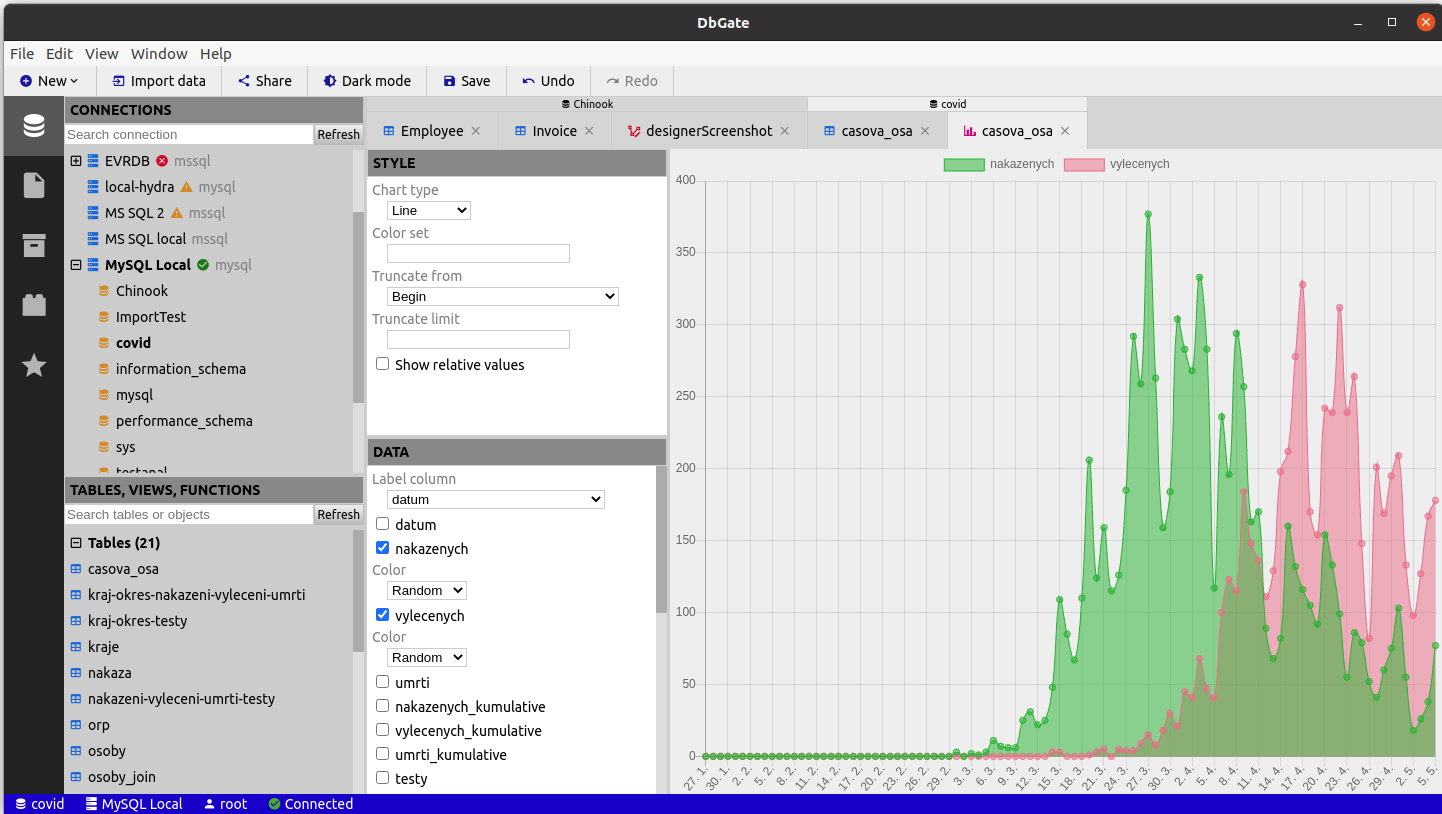 DbGate
File Edit View Window Help
New Import data Share Dark mode Save Undo Redo
CONNECTIONS
Search connection Refresh
EVRDB mssql
local-hydra mysql
MS SQL 2 mssql
MS SQL local mssql
MySQL Local mysql
Chinook
ImportTest
covid
information_schema
mysql
performance_schema
sys
testapal
TABLES, VIEWS, FUNCTIONS
Search tables or objects Refresh
Tables (21)
casova_osa
kraj-okres-nakazeni-vyleceni-umrti
kraj-okres-testy
kraje
nakaza
nakazeni-vyleceni-umrti-testy
orp
osoby
osoby_join
Chinook covid
Employee Invoice designerScreenshot casova_osa casova_osa
STYLE
Chart type
Line
Color set
Truncate from
Begin
Truncate limit
Show relative values
DATA
Label column
datum
datum
nakazenych
Color
Random
vylecenych
Color
Random
umrti
nakazenych_kumulative
vylecenych_kumulative
umrti_kumulative
testy
nakazenych vylecenych
400
350
300
250
200
150
100
50
0
27. 1. 30. 1. 2. 2. 5. 2. 8. 2. 11. 2. 14. 2. 17. 2. 20. 2. 23. 2. 26. 2. 29. 2. 3. 3. 6. 3. 9. 3. 12. 3. 15. 3. 18. 3. 21. 3. 24. 3. 27. 3. 30. 3. 2. 4. 5. 4. 8. 4. 11. 4. 14. 4. 17. 4. 20. 4. 23. 4. 26. 4. 29. 4. 2. 5. 5. 5.
covid MySQL Local root Connected